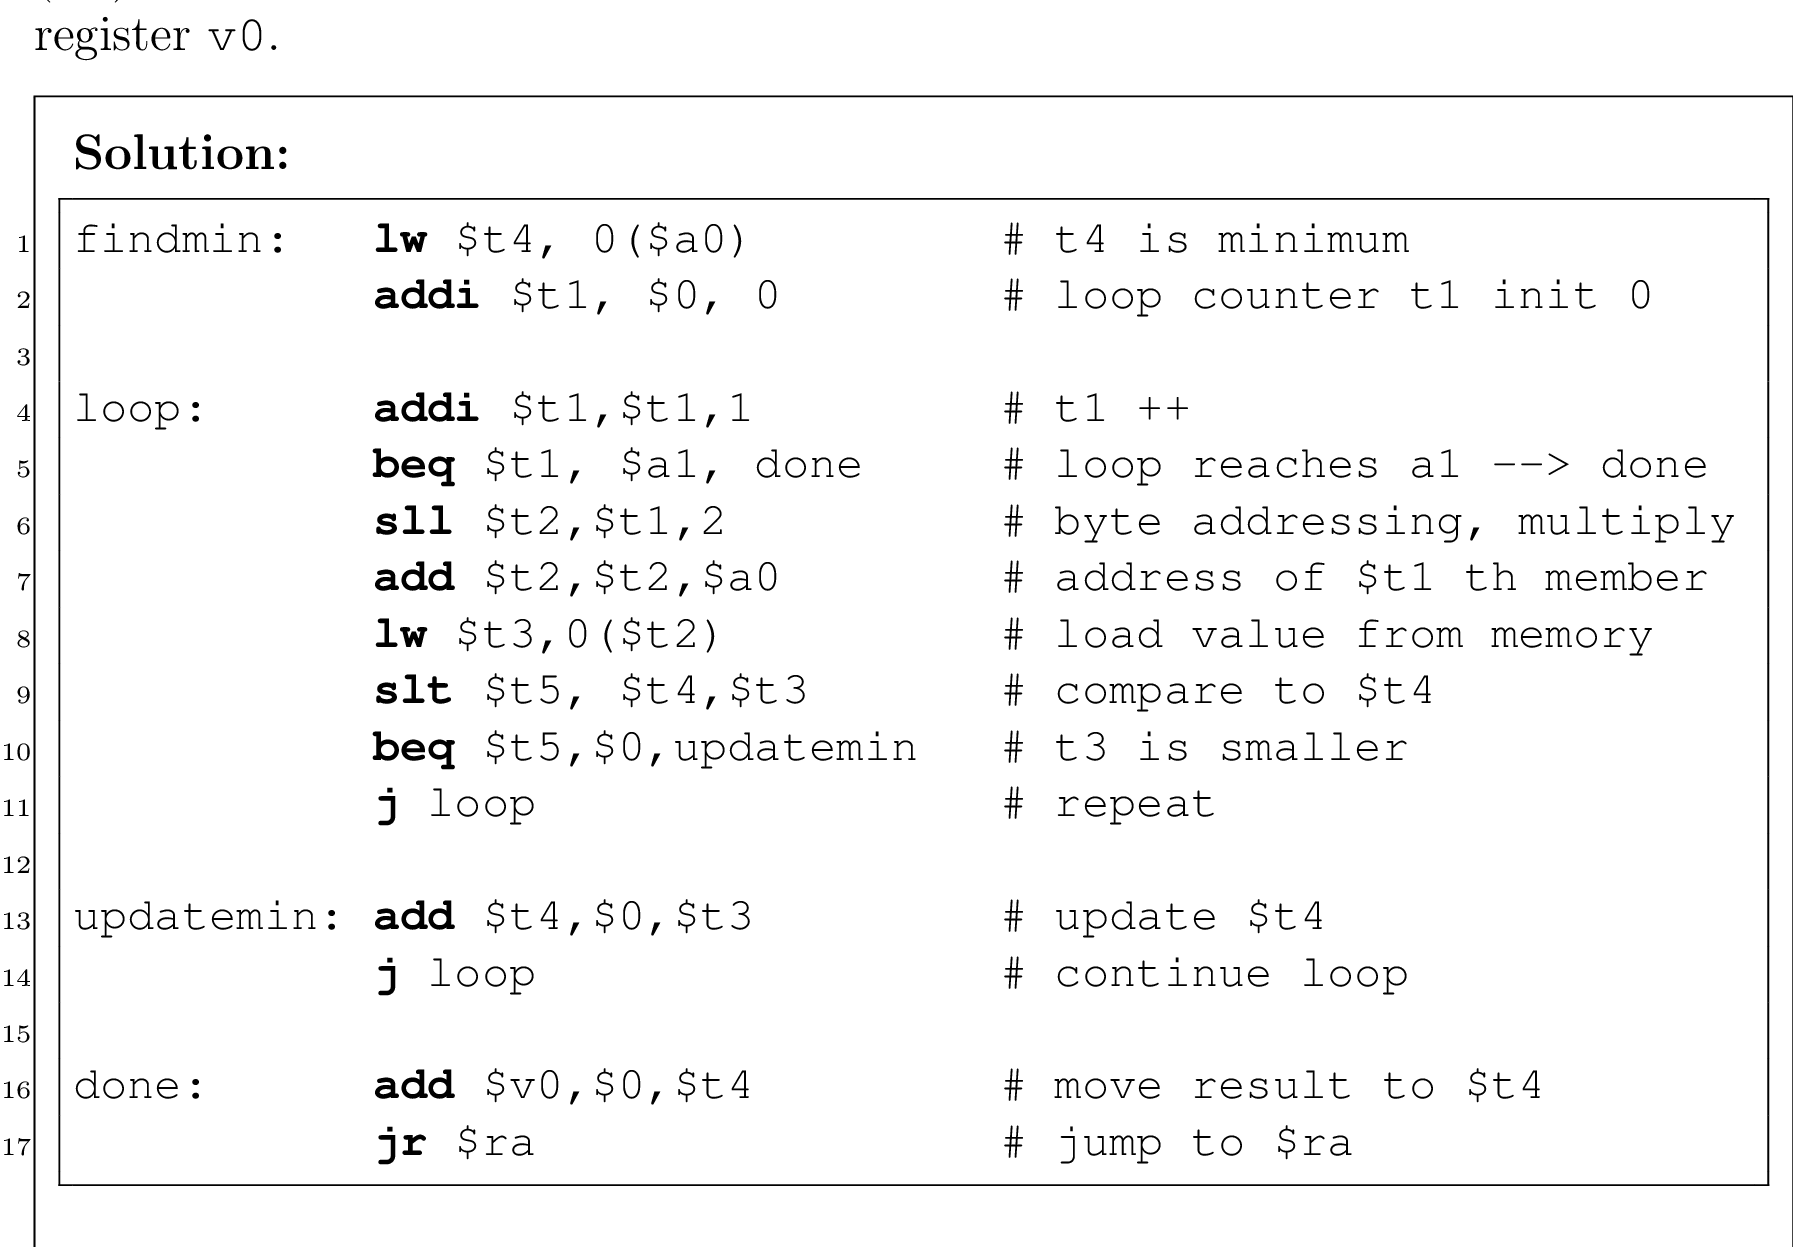 register v0.
Solution:
1 findmin: lw $t4, 0($a0) # t4 is minimum
2 addi $t1, $0, 0 # loop counter t1 init 0
3
4 loop: addi $t1,$t1,1 # t1 ++
5 beq $t1, $a1, done # loop reaches a1 --> done
6 sll $t2,$t1,2 # byte addressing, multiply
7 add $t2,$t2,$a0 # address of $t1 th member
8 lw $t3,0($t2) # load value from memory
9 slt $t5, $t4,$t3 # compare to $t4
10 beq $t5,$0,updatemin # t3 is smaller
11 j loop # repeat
12
13 updatemin: add $t4,$0,$t3 # update $t4
14 j loop # continue loop
15
16 done: add $v0,$0,$t4 # move result to $t4
17 jr $ra # jump to $ra